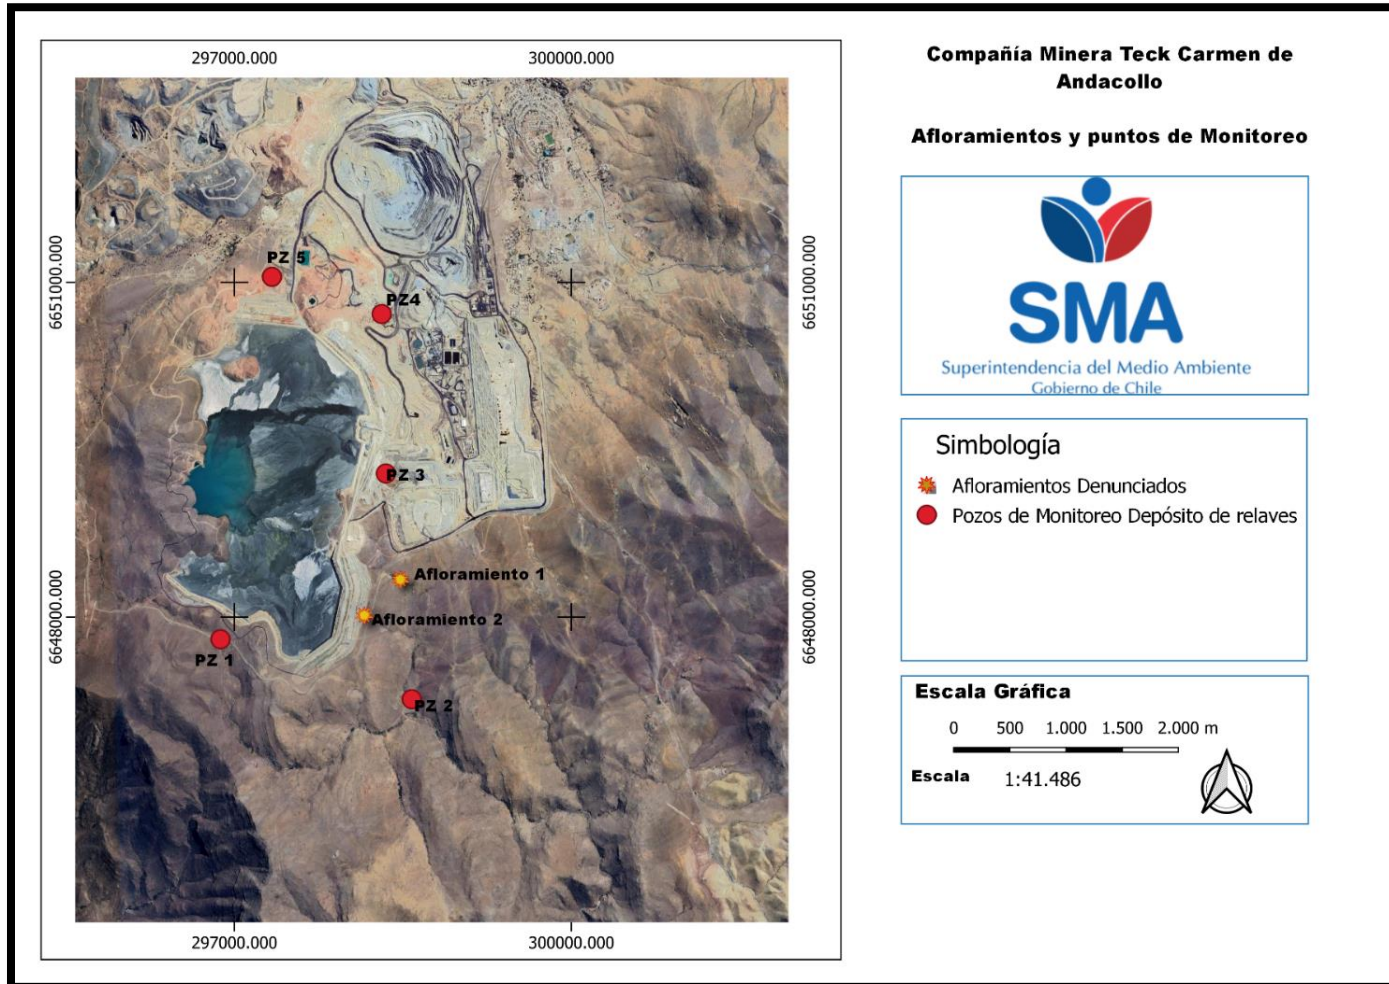 297000.000
300000.000
6651000.000
6651000.000
6648000.000
6648000.000
PZ 5
PZ4
PZ 3
Afloramiento 1
Afloramiento 2
PZ 1
PZ 2
297000.000
300000.000
Compañía Minera Teck Carmen de
Andacollo
Afloramientos y puntos de Monitoreo
SMA
Superintendencia del Medio Ambiente
Gobierno de Chile
Simbología
Afloramientos Denunciados
Pozos de Monitoreo Depósito de relaves
Escala Gráfica
0 500 1.000 1.500 2.000 m
Escala 1:41.486